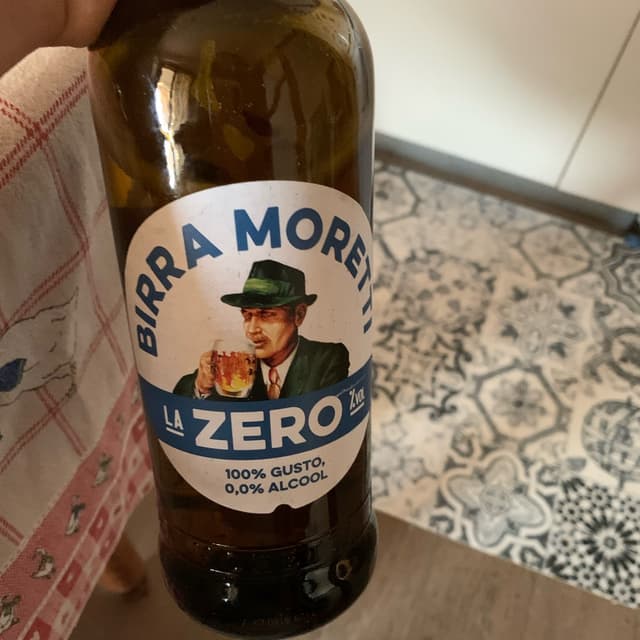 BIRRA MORETTI
LA ZERO
100% GUSTO,
0,0% ALCOOL